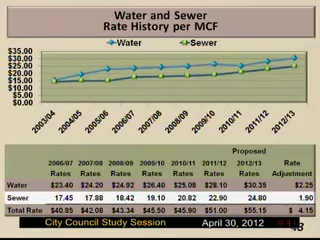 Water and Sewer
Rate History per MCF
Water Sewer
$35.00
$30.00
$25.00
$20.00
$15.00
$10.00
$5.00
$0.00
2003/04 2004/05 2005/06 2006/07 2007/08 2008/09 2009/10 2010/11 2011/12 2012/13
Proposed
2006/07 2007/08 2008/09 2009/10 2010/11 2011/12 2012/13 Rate
Rates Rates Rates Rates Rates Rates Rates Adjustment
Water $23.40 $24.20 $24.92 $26.40 $25.08 $28.10 $30.35 $2.25
Sewer 17.45 17.88 18.42 19.10 20.82 22.90 24.80 1.90
Total Rate $40.85 $42.08 $43.34 $45.50 $45.90 $51.00 $55.15 $ 4.15
City Council Study Session April 30, 2012